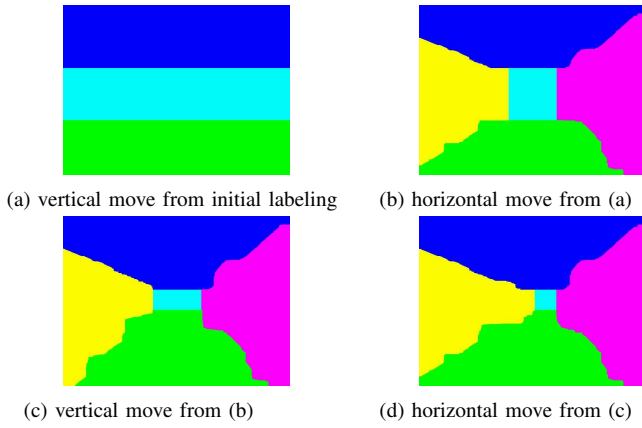 (a) vertical move from initial labeling
(b) horizontal move from (a)
(c) vertical move from (b)
(d) horizontal move from (c)